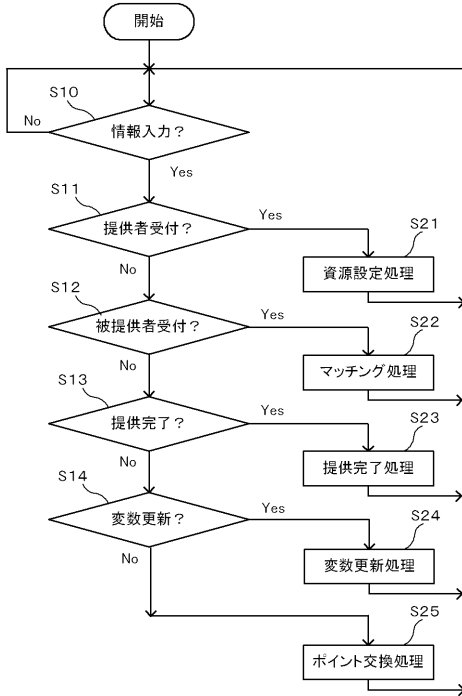 開始
S10
情報入力?
No
Yes
S11
提供者受付?
Yes
No
S21
資源設定処理
S12
被提供者受付?
Yes
No
S22
マッチング処理
S13
提供完了?
Yes
No
S23
提供完了処理
S14
変数更新?
Yes
No
S24
変数更新処理
S25
ポイント交換処理